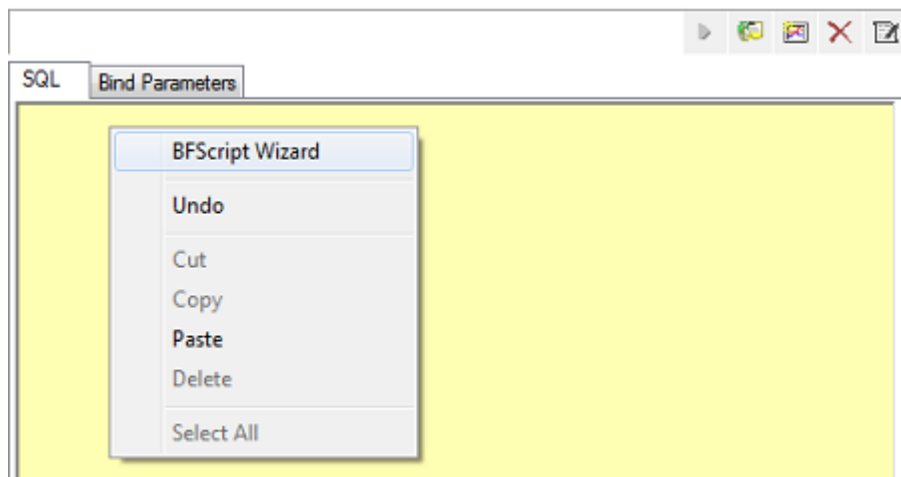 SQL
Bind Parameters
BFScript Wizard
Undo
Cut
Copy
Paste
Delete
Select All